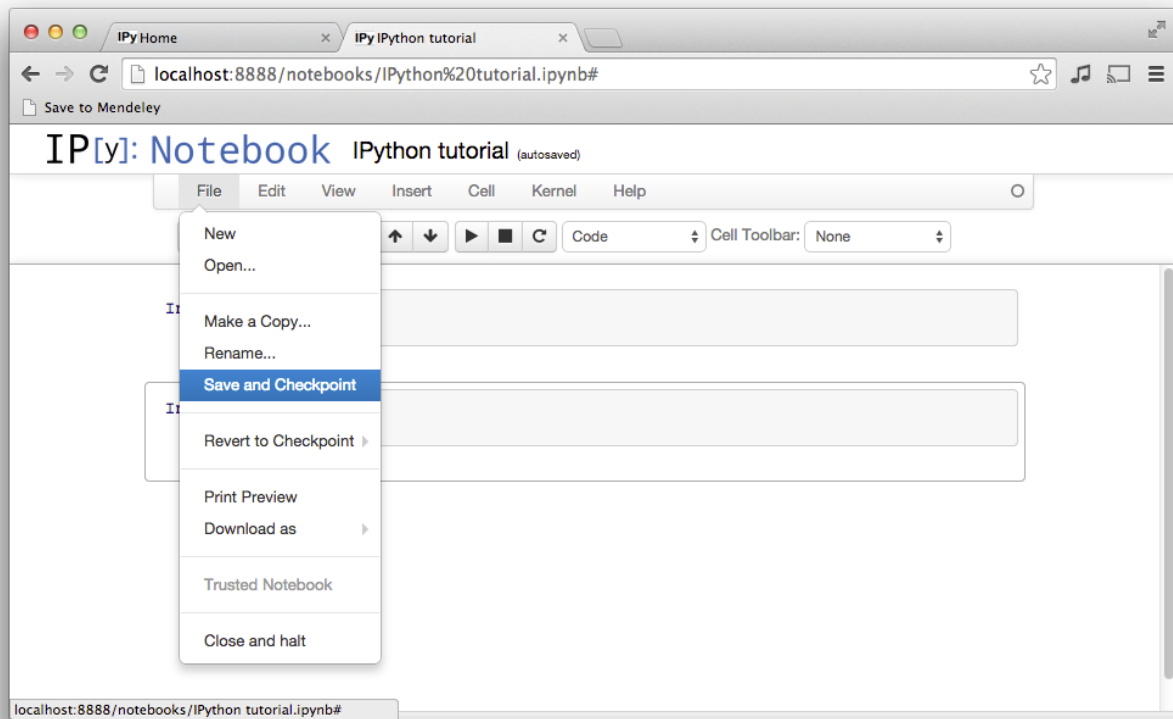 IPy Home
IPy IPython tutorial
localhost:8888/notebooks/IPython%20tutorial.ipynb#
Save to Mendeley
IP[y]: Notebook IPython tutorial (autosaved)
File Edit View Insert Cell Kernel Help
Code Cell Toolbar: None
New
Open...
Make a Copy...
Rename...
Save and Checkpoint
Revert to Checkpoint
Print Preview
Download as
Trusted Notebook
Close and halt
localhost:8888/notebooks/IPython tutorial.ipynb#